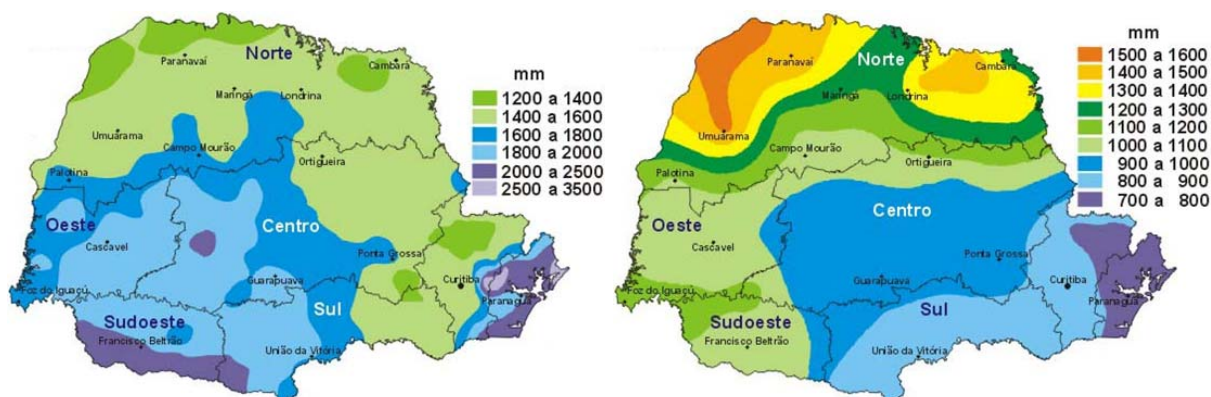 Norte
Paranavaí
Cambará
Maringá
Londrina
Umuarama
Campo Mourão
Ortigueira
Palotina
Oeste
Centro
Cascavel
Ponta Grossa
Foz do Iguaçú
Guarapuava
Curitiba
Paranaguá
Sul
Sudoeste
Francisco Beltrão
União da Vitória
mm
1200 a 1400
1400 a 1600
1600 a 1800
1800 a 2000
2000 a 2500
2500 a 3500
Paranavaí
Norte
Cambará
Maringá
Londrina
Umuarama
Campo Mourão
Ortigueira
Palotina
Oeste
Centro
Cascavel
Ponta Grossa
Foz do Iguaçú
Guarapuava
Curitiba
Paranaguá
Sudoeste
Sul
Francisco Beltrão
União da Vitória
mm
1500 a 1600
1400 a 1500
1300 a 1400
1200 a 1300
1100 a 1200
1000 a 1100
900 a 1000
800 a 900
700 a 800